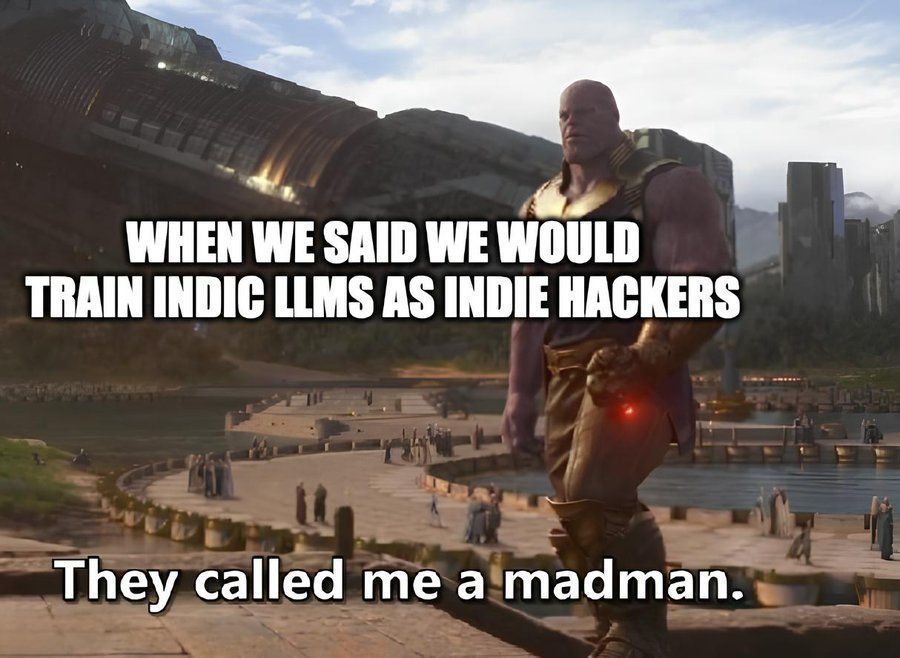 WHEN WE SAID WE WOULD
TRAIN INDIC LLMS AS INDIE HACKERS
They called me a madman.